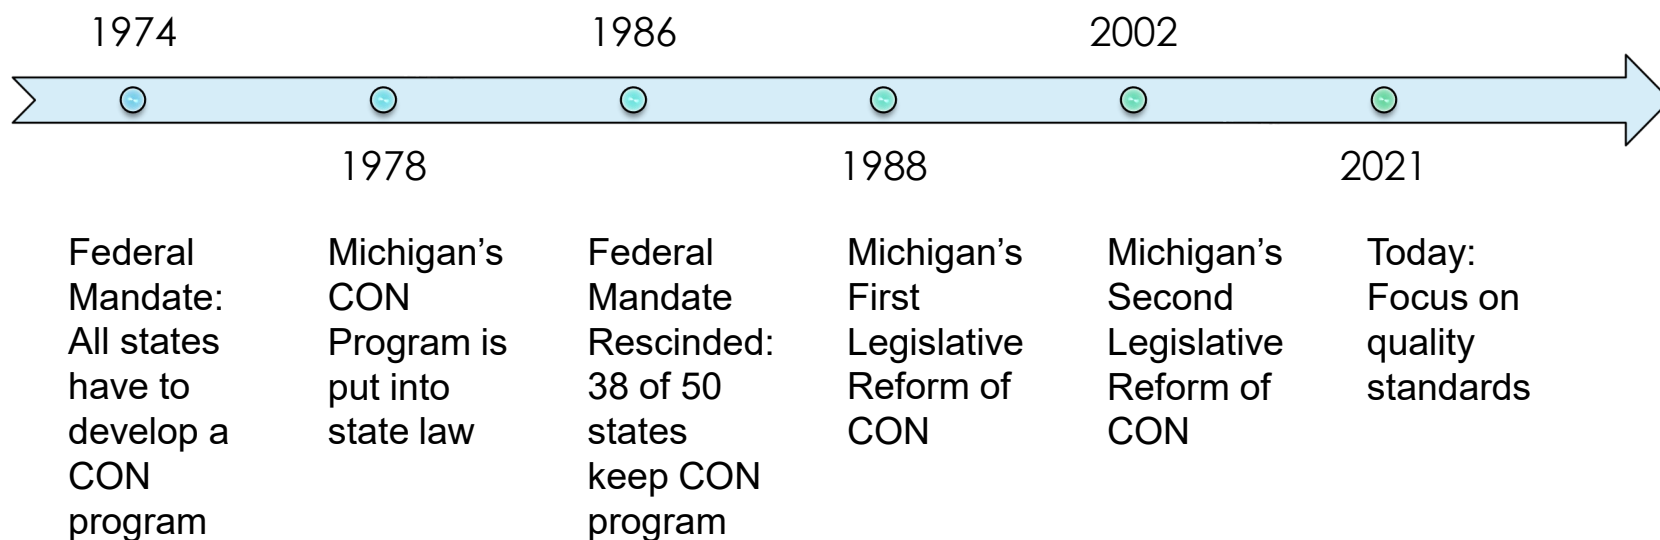 1974
1986
2002
1978
1988
2021
Federal
Mandate:
All states
have to
develop a
CON
program
Michigan’s
CON
Program is
put into
state law
Federal
Mandate
Rescinded:
38 of 50
states
keep CON
program
Michigan’s
First
Legislative
Reform of
CON
Michigan’s
Second
Legislative
Reform of
CON
Today:
Focus on
quality
standards